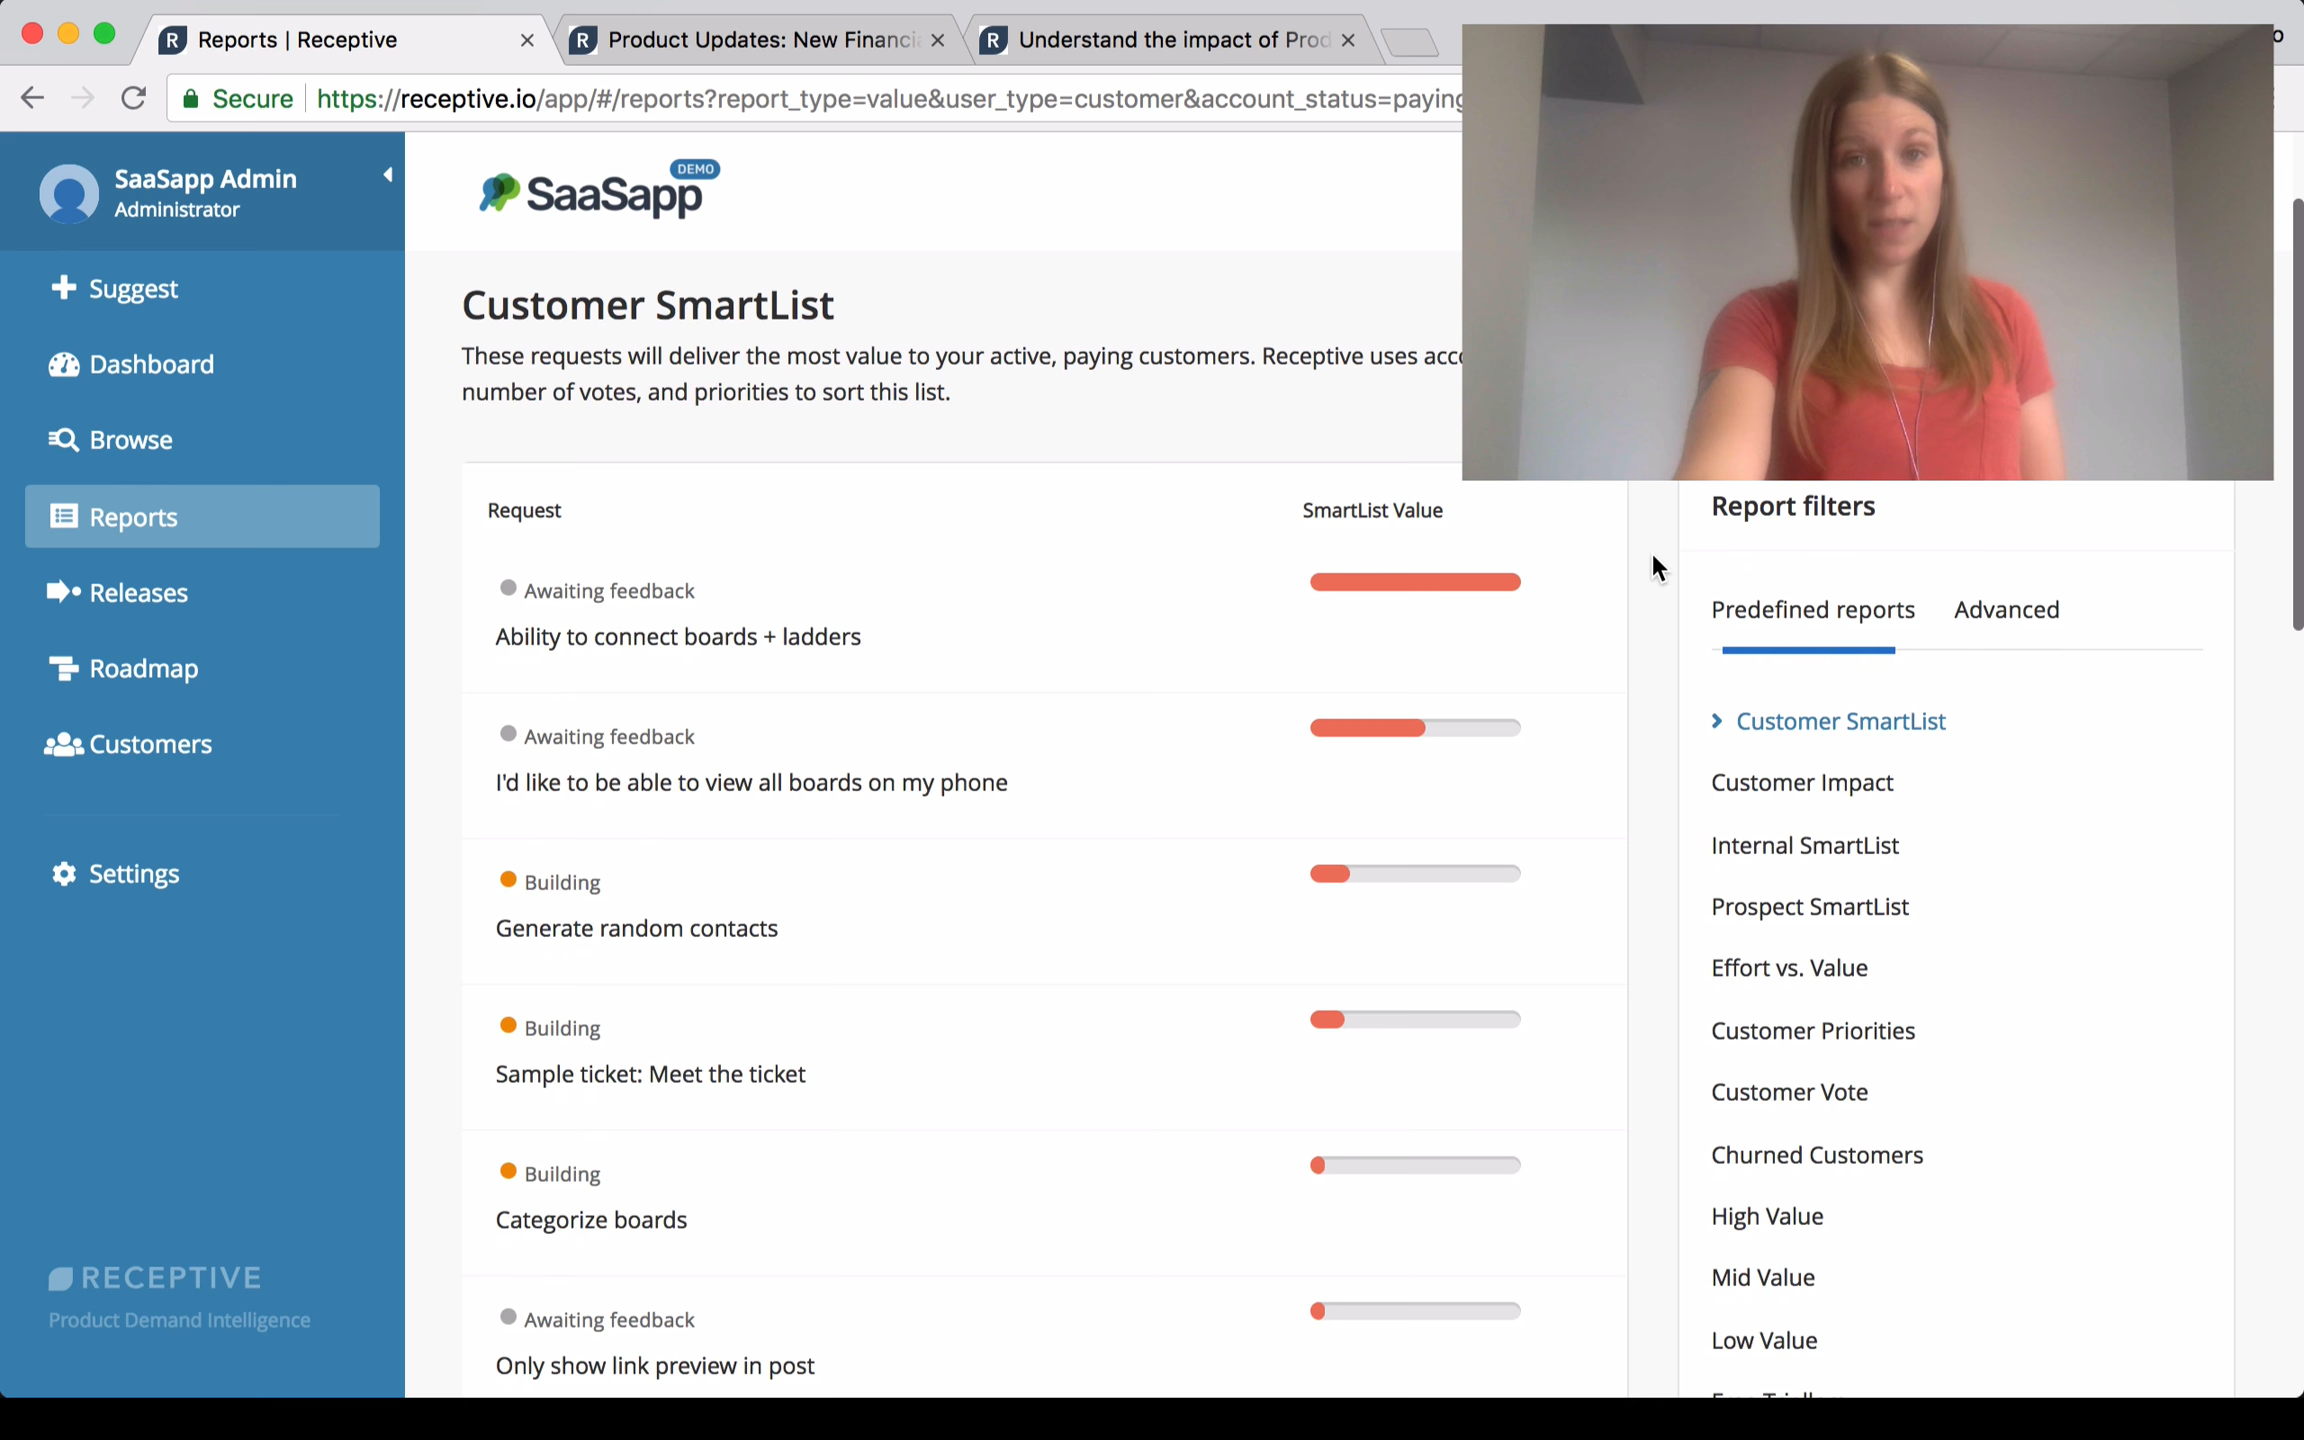 Reports | Receptive
Product Updates: New Financi
Understand the impact of Prod
Secure
https://receptive.io/app/#/reports?report_type=value&user_type=customer&account_status=paying
SaaSapp Admin
Administrator
Suggest
Dashboard
Browse
Reports
Releases
Roadmap
Customers
Settings
RECEPTIVE
Product Demand Intelligence
SaaSapp
DEMO
Customer SmartList
These requests will deliver the most value to your active, paying customers. Receptive uses
number of votes, and priorities to sort this list.
Request
SmartList Value
Awaiting feedback
Ability to connect boards + ladders
Awaiting feedback
I'd like to be able to view all boards on my phone
Building
Generate random contacts
Building
Sample ticket: Meet the ticket
Building
Categorize boards
Awaiting feedback
Only show link preview in post
Report filters
Predefined reports
Advanced
Customer SmartList
Customer Impact
Internal SmartList
Prospect SmartList
Effort vs. Value
Customer Priorities
Customer Vote
Churned Customers
High Value
Mid Value
Low Value